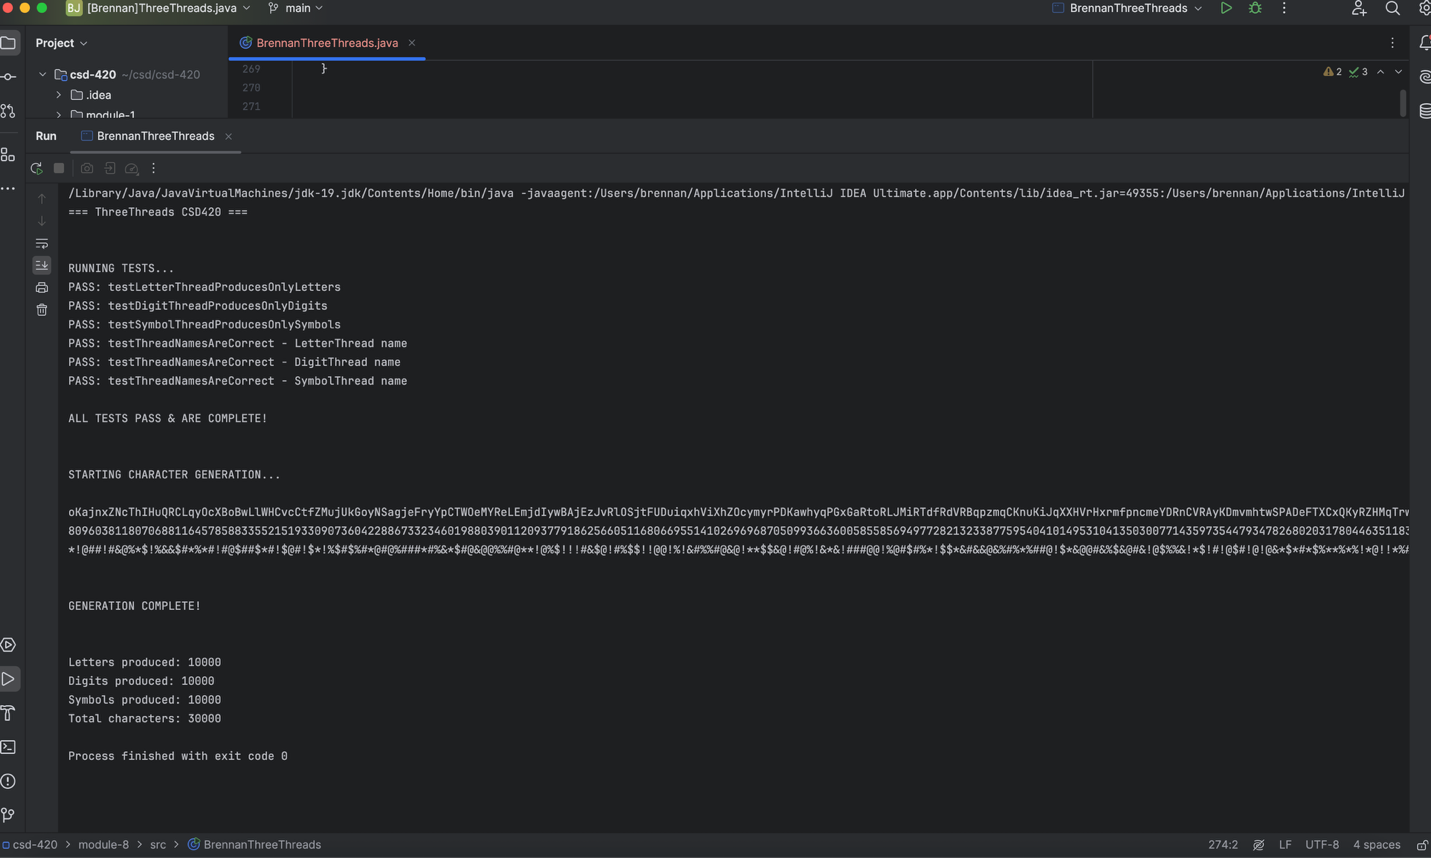 BJ [Brennan]ThreeThreads.java main BrennanThreeThreads
Project BrennanThreeThreads.java
csd-420 ~/csd/csd-420 269 } 2 3
.idea 270
module-1 271
Run BrennanThreeThreads
/Library/Java/JavaVirtualMachines/jdk-19.jdk/Contents/Home/bin/java -javaagent:/Users/brennan/Applications/IntelliJ IDEA Ultimate.app/Contents/lib/idea_rt.jar=49355:/Users/brennan/Applications/IntelliJ
=== ThreeThreads CSD420 ===
RUNNING TESTS...
PASS: testLetterThreadProducesOnlyLetters
PASS: testDigitThreadProducesOnlyDigits
PASS: testSymbolThreadProducesOnlySymbols
PASS: testThreadNamesAreCorrect - LetterThread name
PASS: testThreadNamesAreCorrect - DigitThread name
PASS: testThreadNamesAreCorrect - SymbolThread name
ALL TESTS PASS & ARE COMPLETE!
STARTING CHARACTER GENERATION...
GENERATION COMPLETE!
Letters produced: 10000
Digits produced: 10000
Symbols produced: 10000
Total characters: 30000
Process finished with exit code 0
csd-420 > module-8 > src > BrennanThreeThreads 274:2 LF UTF-8 4 spaces